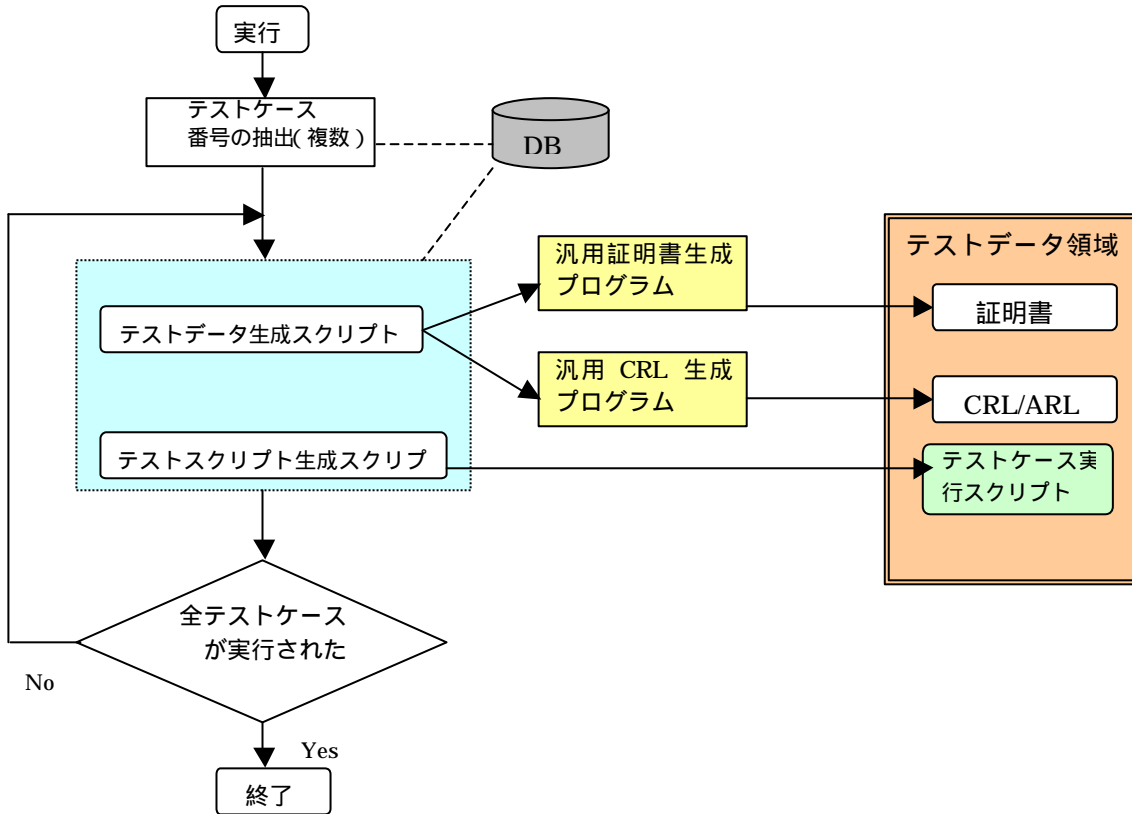 実行
テストケース
番号の抽出(複数)
DB
汎用証明書生成
プログラム
テストデータ領域
証明書
テストデータ生成スクリプト
汎用 CRL 生成
プログラム
CRL/ARL
テストスクリプト生成スクリプ
テストケース実
行スクリプト
全テストケース
が実行された
No
Yes
終了